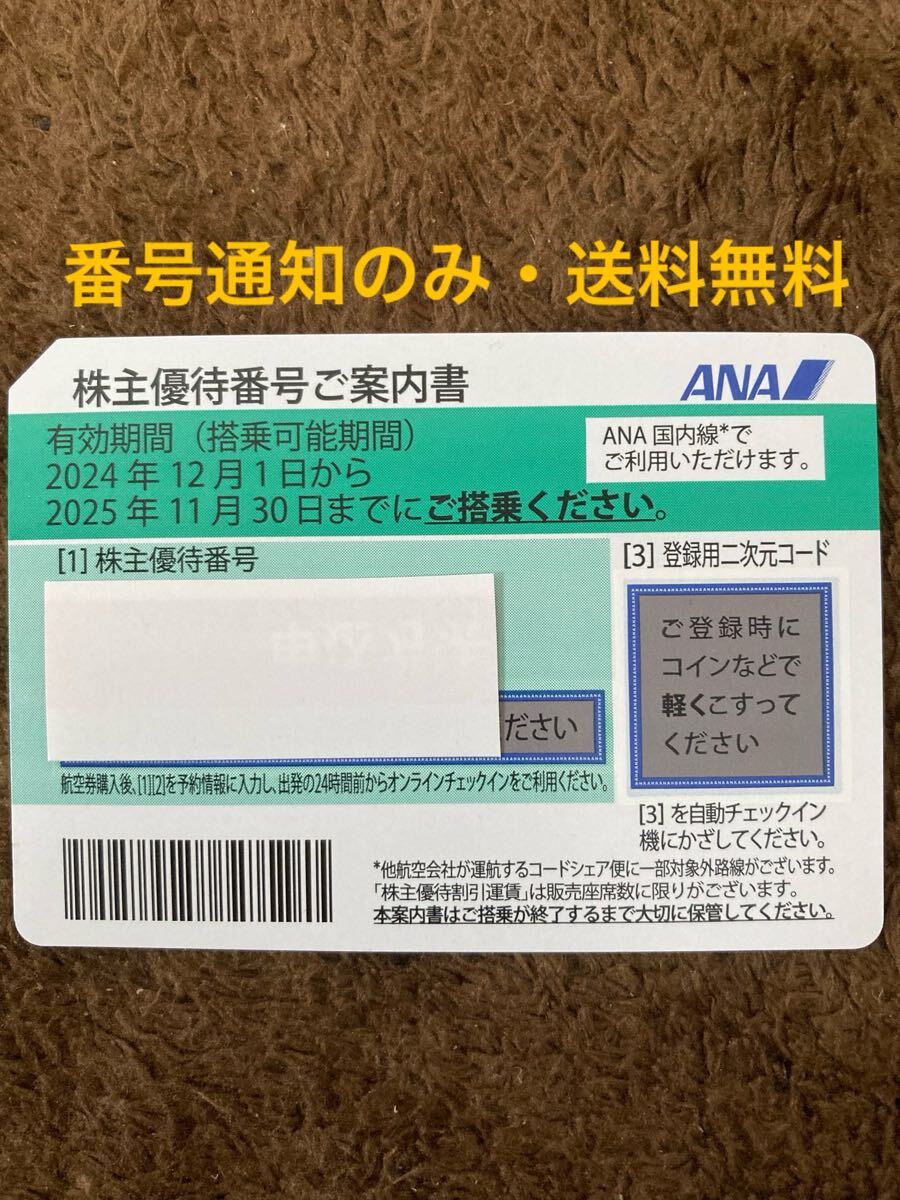 番号通知のみ・送料無料
株主優待番号ご案内書
ANA
有効期間（搭乗可能期間）
2024年12月1日から
2025年11月30日までにご搭乗ください。
ANA国内線*で
ご利用いただけます。
[1] 株主優待番号
ださい
航空券購入後、[1][2]を予約情報に入力し、出発の24時間前からオンラインチェックインをご利用ください。
[3] 登録用二次元コード
ご登録時に
コインなどで
軽くこすって
ください
[3] を自動チェックイン
機にかざしてください。
*他航空会社が運航するコードシェア便に一部対象外路線がございます。
「株主優待割引運賃」は販売座席数に限りがございます。
本案内書はご搭乗が終了するまで大切に保管してください。